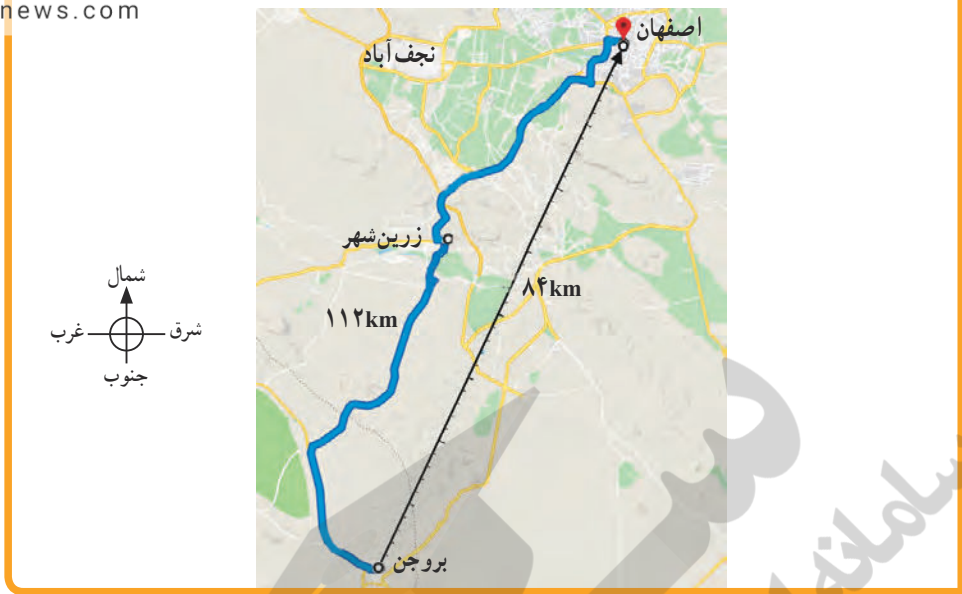 news.com
اصفهان
نجف‌آباد
زرین‌شهر
۸۴km
۱۱۲km
شمال
شرق
غرب
جنوب
بروجن